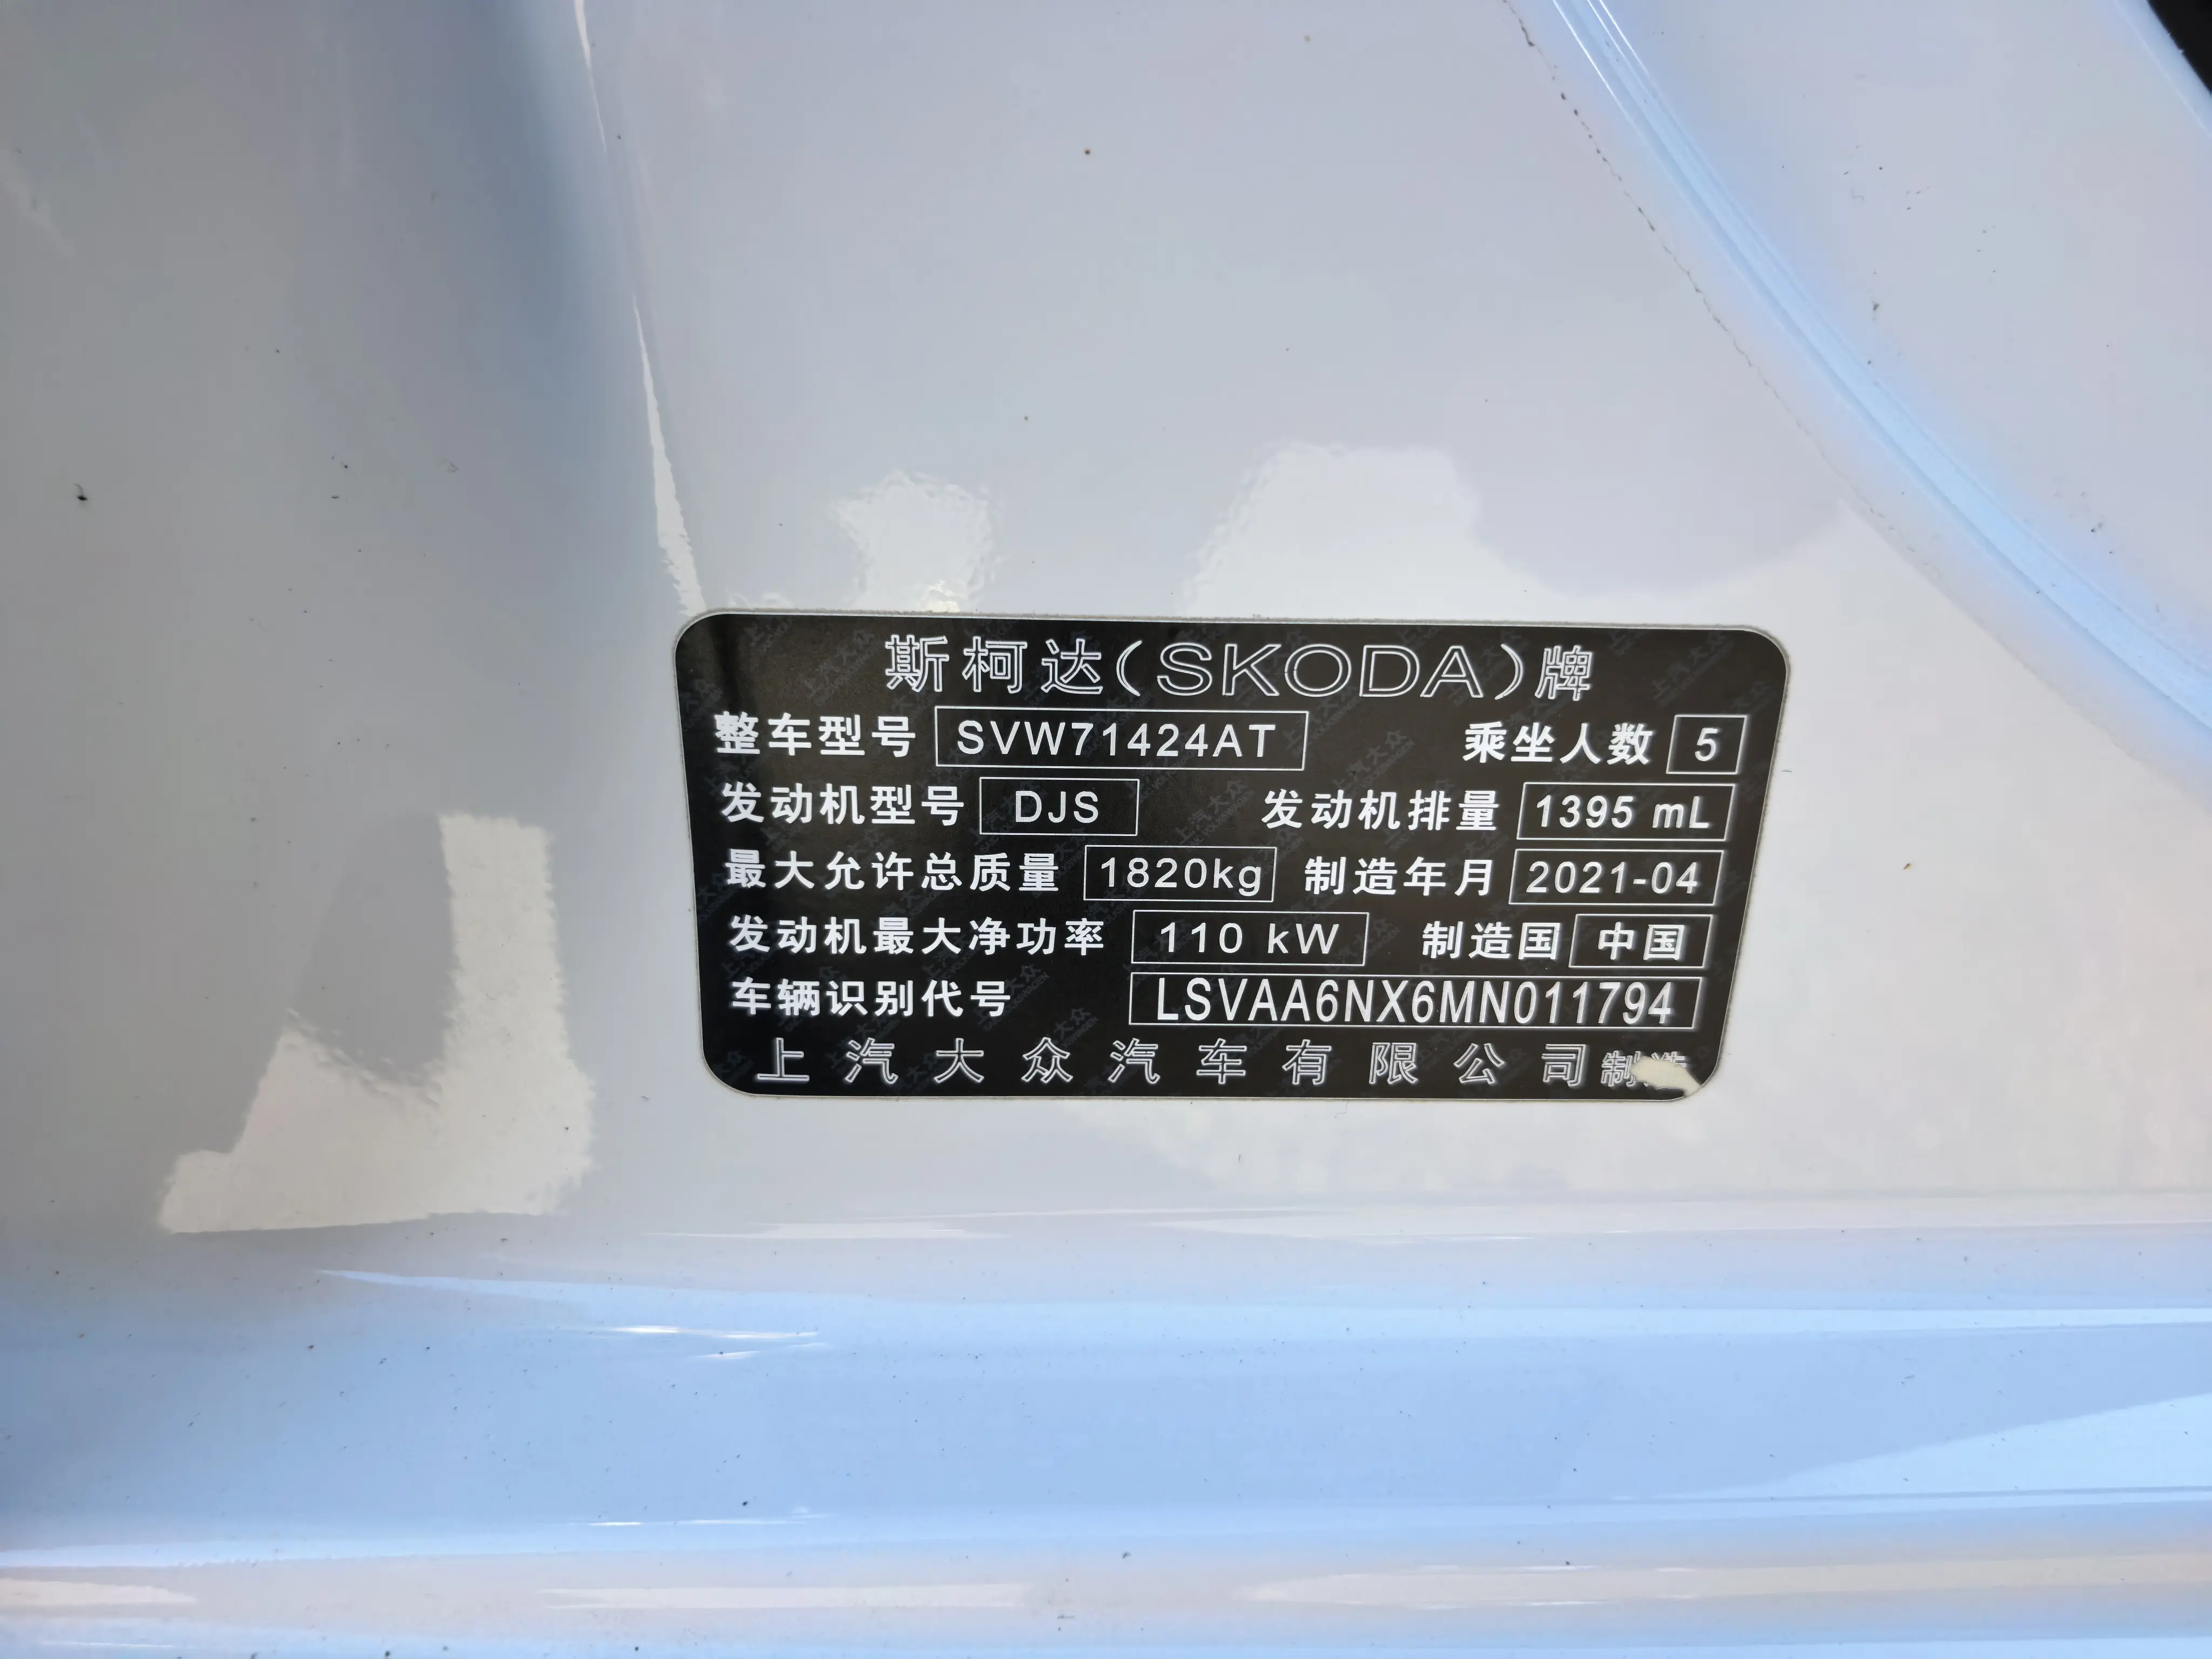 斯柯达(SKODA)牌
整车型号 SVW71424AT 乘坐人数 5
发动机型号 DJS 发动机排量 1395 mL
最大允许总质量 1820kg 制造年月 2021-04
发动机最大净功率 110 kW 制造国 中国
车辆识别代号 LSVAA6NX6MN011794
上汽大众汽车有限公司制造